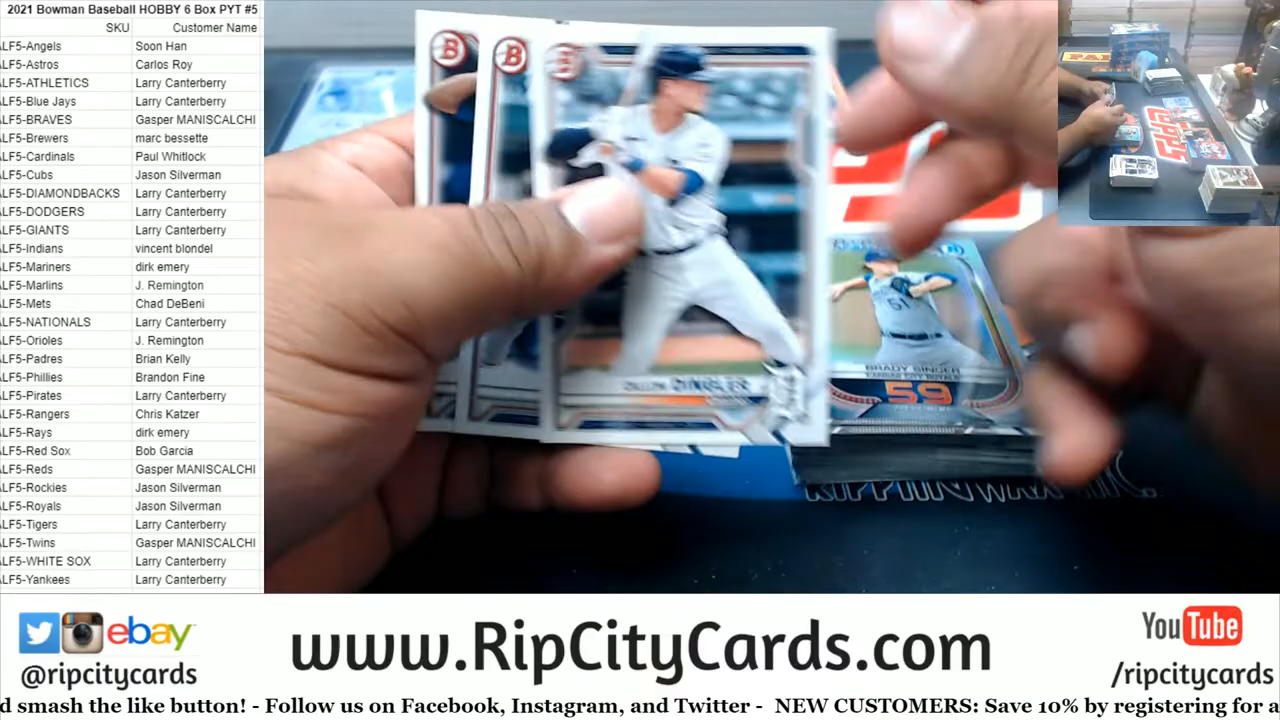 2021 Bowman Baseball HOBBY 6 Box PYT #5
SKU Customer Name
ALF5-Angels Soon Han
ALF5-Astros Carlos Roy
ALF5-ATHLETICS Larry Canterberry
ALF5-Blue Jays Larry Canterberry
ALF5-BRAVES Gasper MANISCALCHI
ALF5-Brewers marc bessette
ALF5-Cardinals Paul Whitlock
ALF5-Cubs Jason Silverman
ALF5-DIAMONDBACKS Larry Canterberry
ALF5-DODGERS Larry Canterberry
ALF5-GIANTS Larry Canterberry
ALF5-Indians vincent blondel
ALF5-Mariners dirk emery
ALF5-Marlins J. Remington
ALF5-Mets Chad DeBeni
ALF5-NATIONALS Larry Canterberry
ALF5-Orioles J. Remington
ALF5-Padres Brian Kelly
ALF5-Phillies Brandon Fine
ALF5-Pirates Larry Canterberry
ALF5-Rangers Chris Katzer
ALF5-Rays dirk emery
ALF5-Red Sox Bob Garcia
ALF5-Reds Gasper MANISCALCHI
ALF5-Rockies Jason Silverman
ALF5-Royals Jason Silverman
ALF5-Tigers Larry Canterberry
ALF5-Twins Gasper MANISCALCHI
ALF5-WHITE SOX Larry Canterberry
ALF5-Yankees Larry Canterberry
B
B
B
DINGLER
51
BRADY SINGER
KANSAS CITY ROYALS
59
TOPPS
ebay
@ripcitycards
www.RipCityCards.com
YouTube
/ripcitycards
d smash the like button! - Follow us on Facebook, Instagram, and Twitter - NEW CUSTOMERS: Save 10% by registering for a